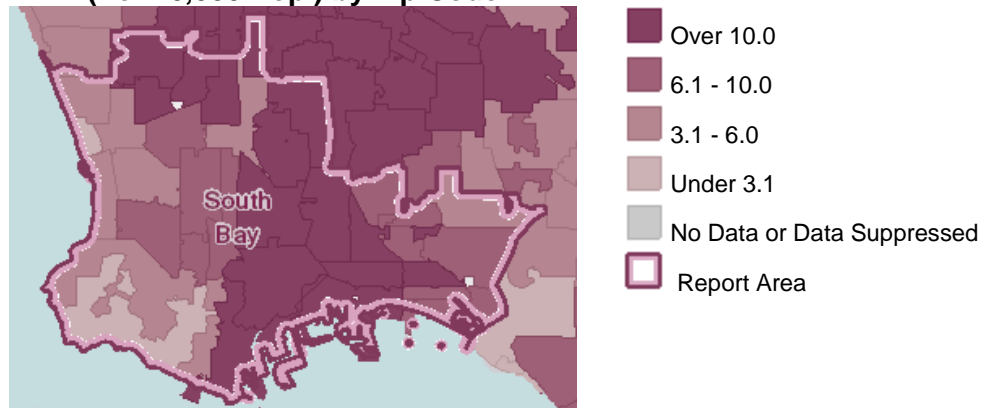 South
Bay
Over 10.0
6.1 - 10.0
3.1 - 6.0
Under 3.1
No Data or Data Suppressed
Report Area